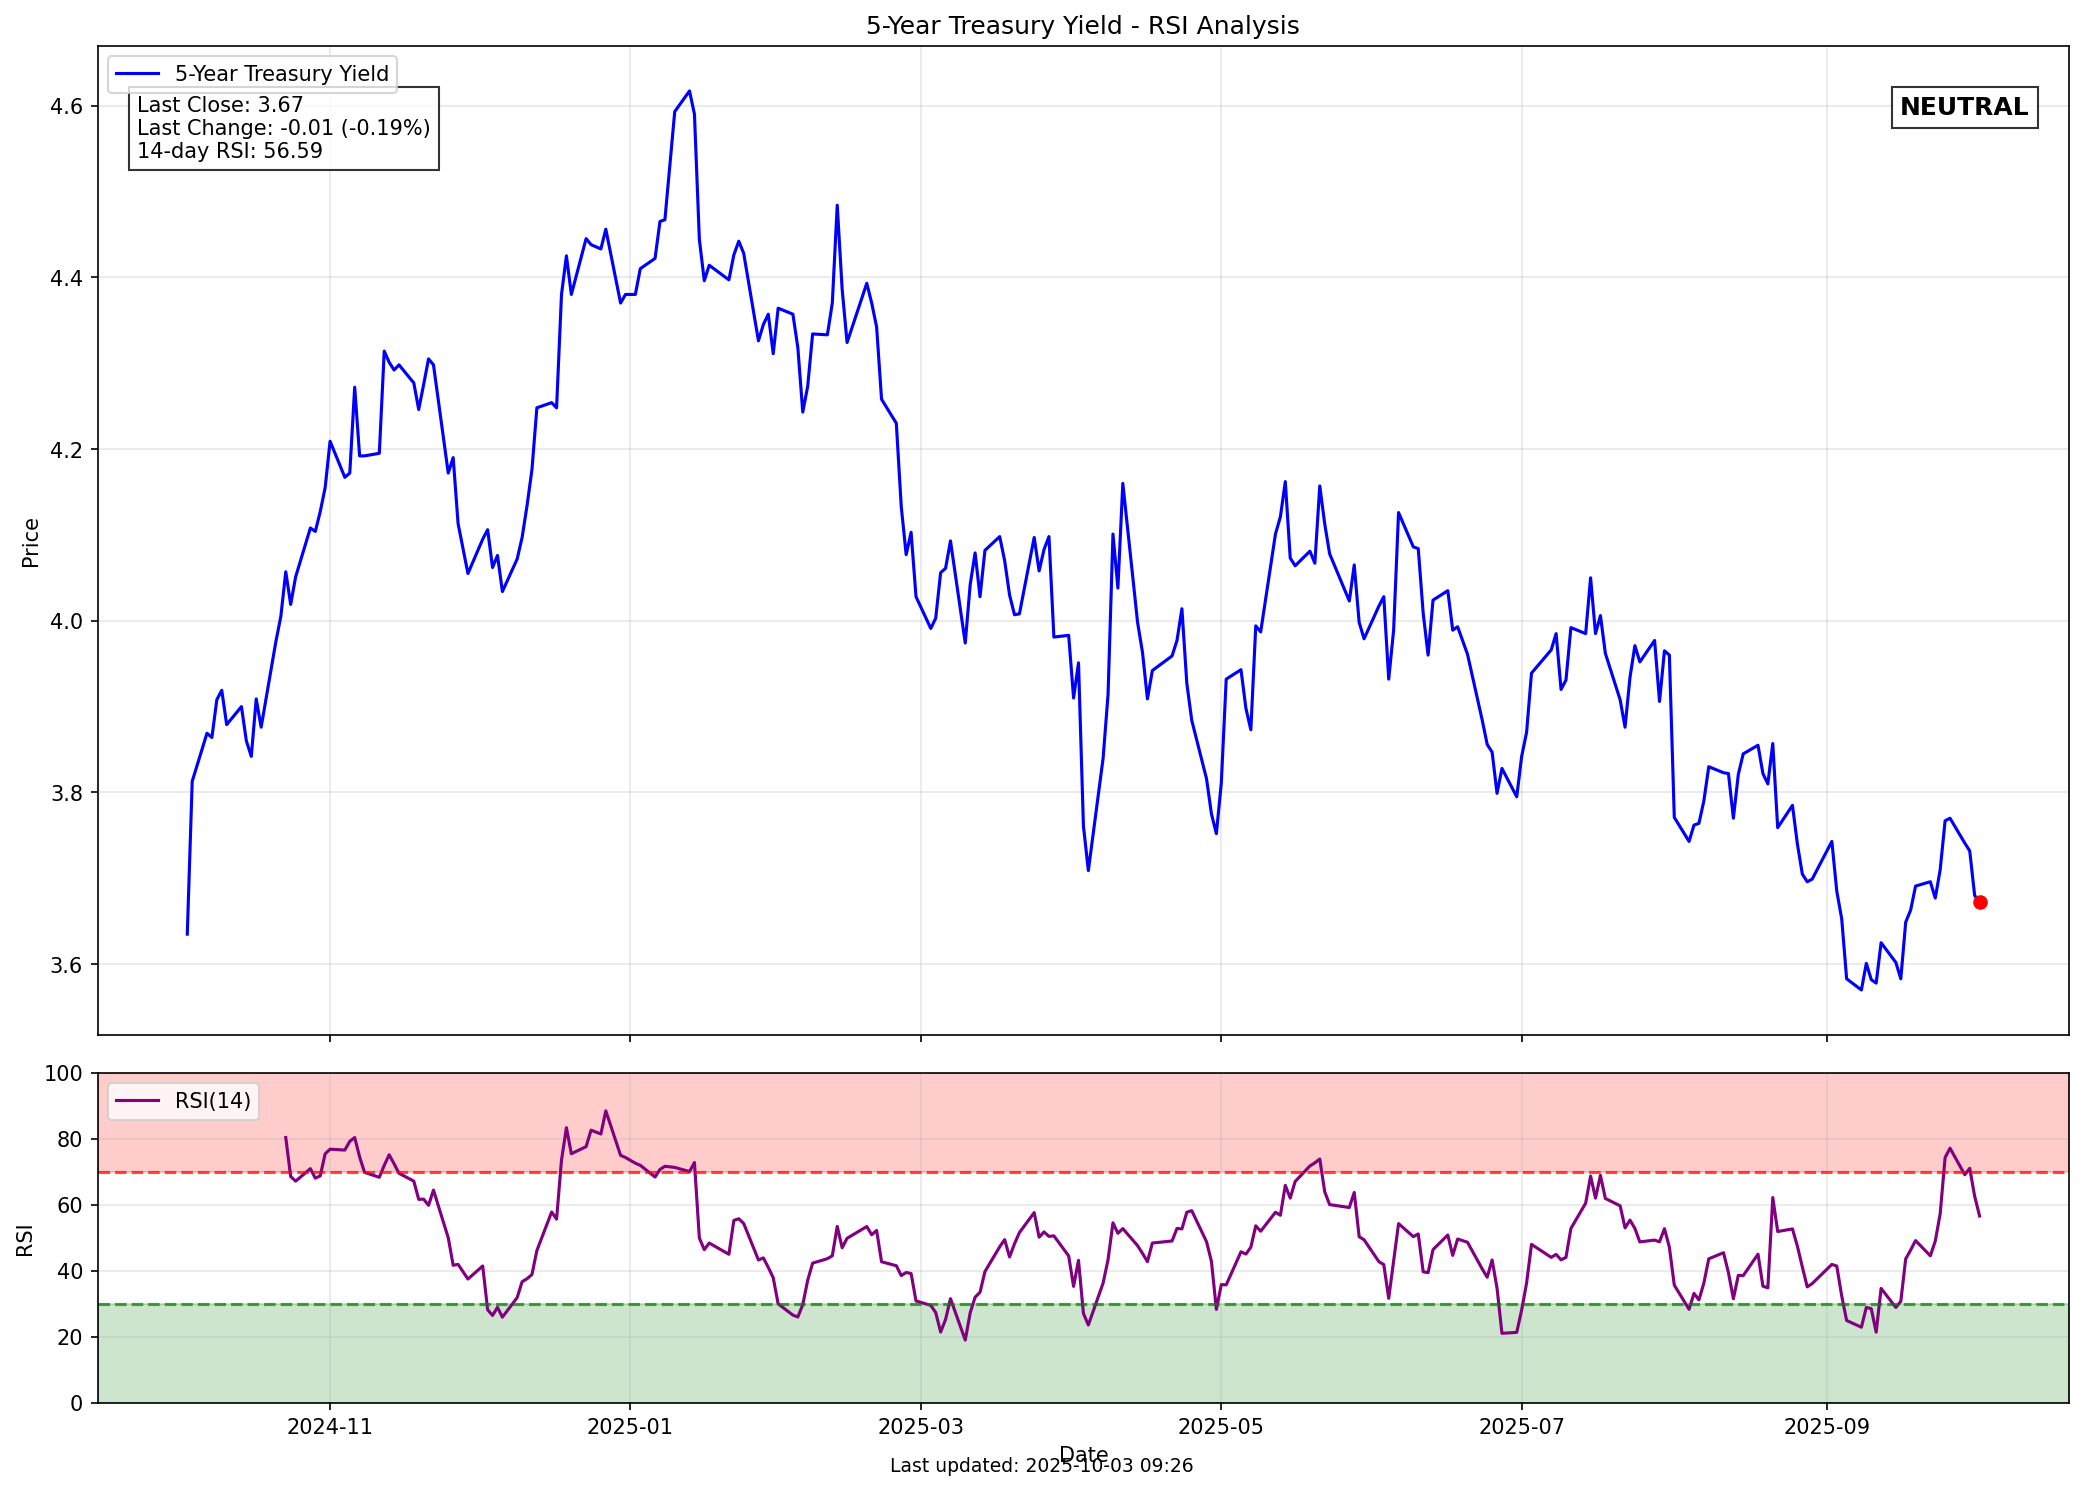 5-Year Treasury Yield - RSI Analysis
5-Year Treasury Yield
Last Close: 3.67
Last Change: -0.01 (-0.19%)
14-day RSI: 56.59
NEUTRAL
Price
4.6
4.4
4.2
4.0
3.8
3.6
RSI(14)
RSI
100
80
60
40
20
0
2024-11
2025-01
2025-03
2025-05
2025-07
2025-09
Date
Last updated: 2025-10-03 09:26